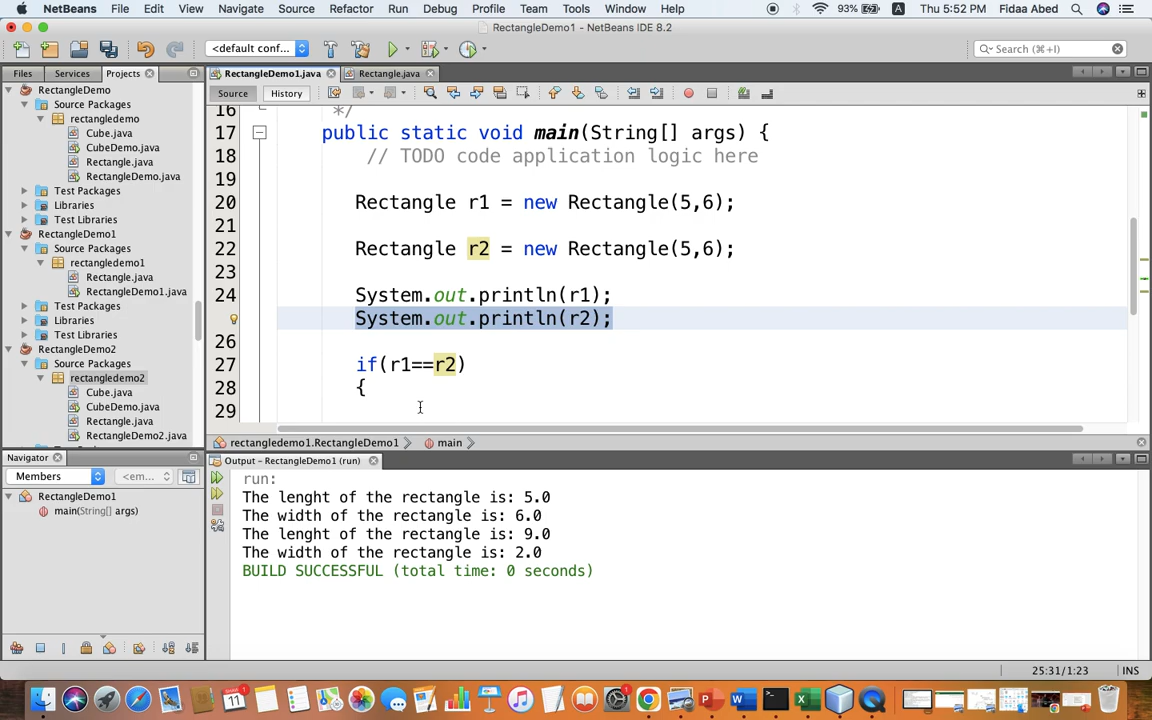 NetBeans File Edit View Navigate Source Refactor Run Debug Profile Team Tools Window Help 93% A Thu 5:52 PM Fidaa Abed
RectangleDemo1 - NetBeans IDE 8.2
<default conf... Search (⌘+I)
Files Services Projects RectangleDemo1.java Rectangle.java
Source History
RectangleDemo
Source Packages
rectangledemo
Cube.java
CubeDemo.java
Rectangle.java
RectangleDemo.java
Test Packages
Libraries
Test Libraries
RectangleDemo1
Source Packages
rectangledemo1
Rectangle.java
RectangleDemo1.java
Test Packages
Libraries
Test Libraries
RectangleDemo2
Source Packages
rectangledemo2
Cube.java
CubeDemo.java
Rectangle.java
RectangleDemo2.java
16 */
17 public static void main(String[] args) {
18 // TODO code application logic here
19
20 Rectangle r1 = new Rectangle(5,6);
21
22 Rectangle r2 = new Rectangle(5,6);
23
24 System.out.println(r1);
System.out.println(r2);
26
27 if(r1==r2)
28 {
29
rectangledemo1.RectangleDemo1 main
Navigator
Members <em...
RectangleDemo1
main(String[] args)
Output - RectangleDemo1 (run)
run:
The lenght of the rectangle is: 5.0
The width of the rectangle is: 6.0
The lenght of the rectangle is: 9.0
The width of the rectangle is: 2.0
BUILD SUCCESSFUL (total time: 0 seconds)
25:31/1:23 INS